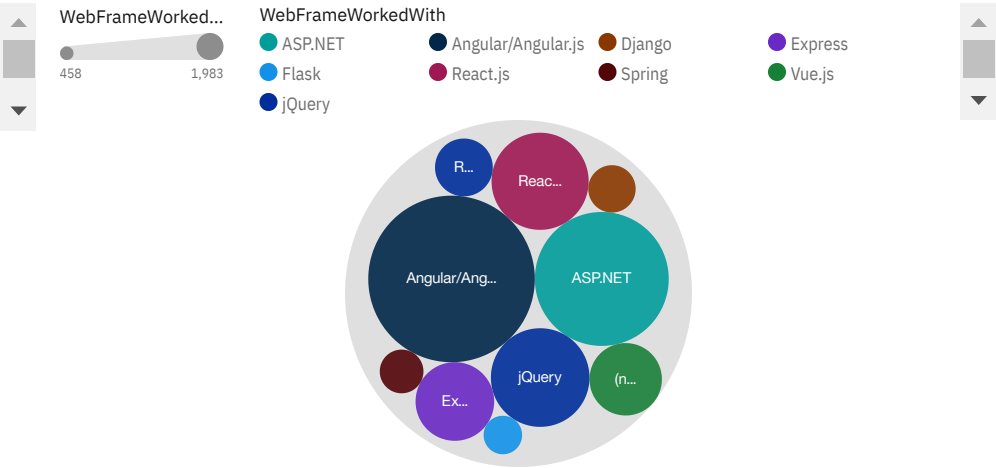 WebFrameWorked...
458
1,983
WebFrameWorkedWith
ASP.NET
Angular/Angular.js
Django
Express
Flask
React.js
Spring
Vue.js
jQuery
R...
Reac...
Angular/Ang...
ASP.NET
jQuery
(n...
Ex...